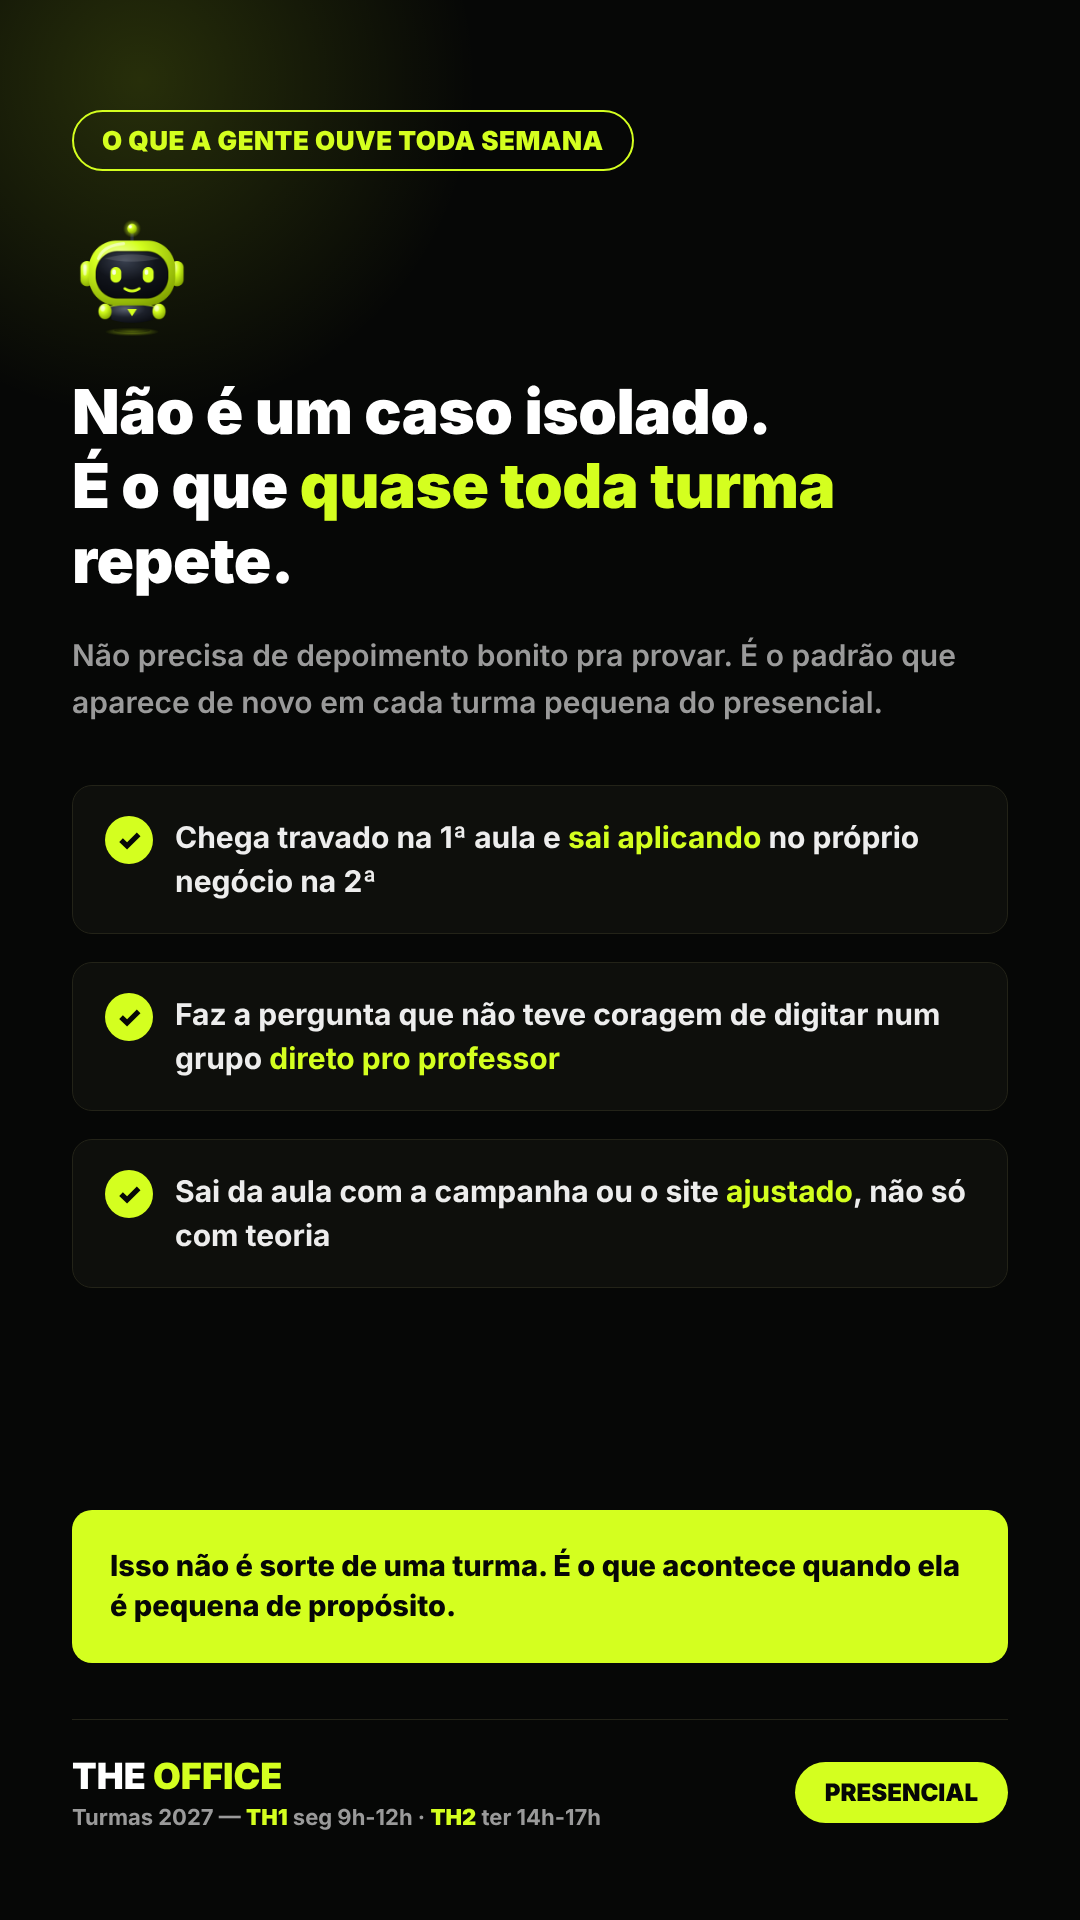 O QUE A GENTE OUVE TODA SEMANA
Não é um caso isolado.
É o que quase toda turma
repete.
Não precisa de depoimento bonito pra provar. É o padrão que
aparece de novo em cada turma pequena do presencial.
Chega travado na 1ª aula e sai aplicando no próprio
negócio na 2ª
Faz a pergunta que não teve coragem de digitar num
grupo direto pro professor
Sai da aula com a campanha ou o site ajustado, não só
com teoria
Isso não é sorte de uma turma. É o que acontece quando ela
é pequena de propósito.
THE OFFICE
Turmas 2027 — TH1 seg 9h-12h · TH2 ter 14h-17h
PRESENCIAL